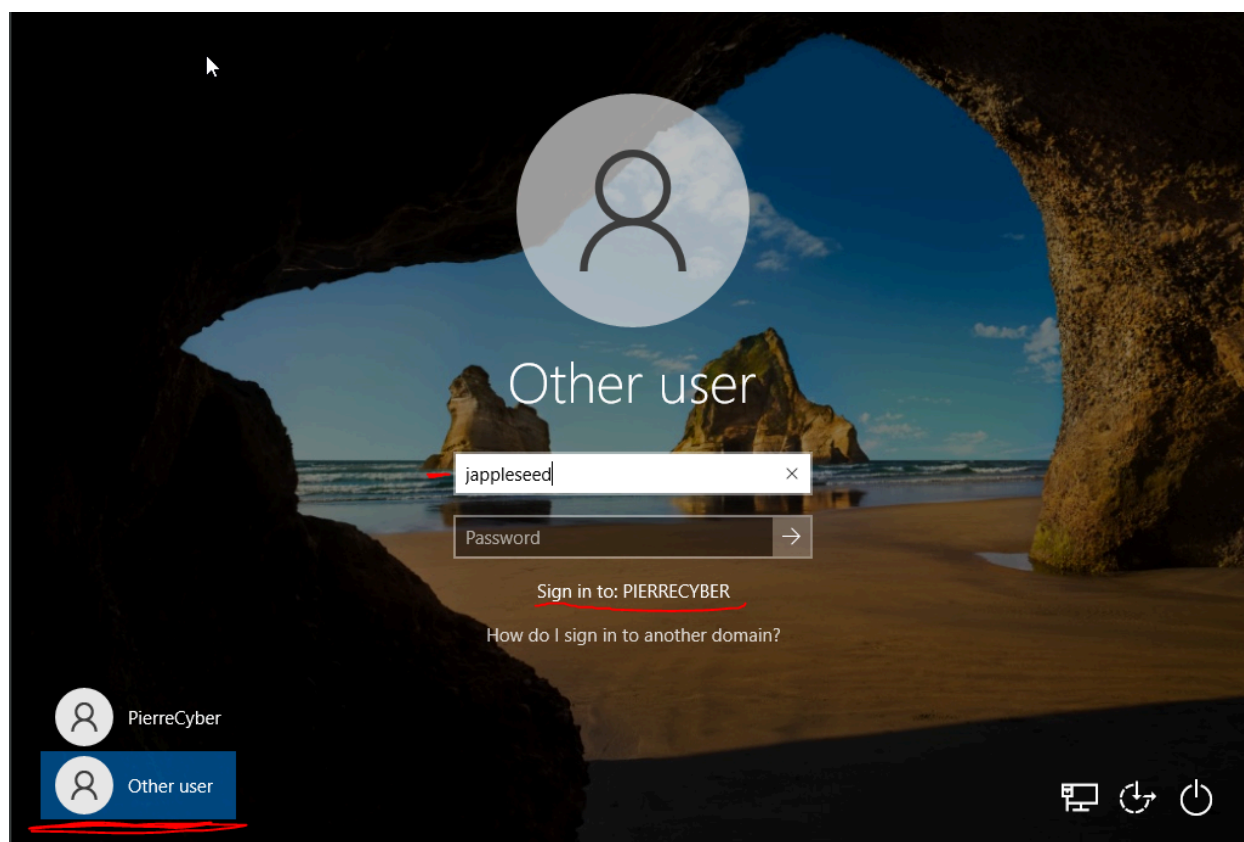 Other user
jappleseed
Password
Sign in to: PIERRECYBER
How do I sign in to another domain?
PierreCyber
Other user